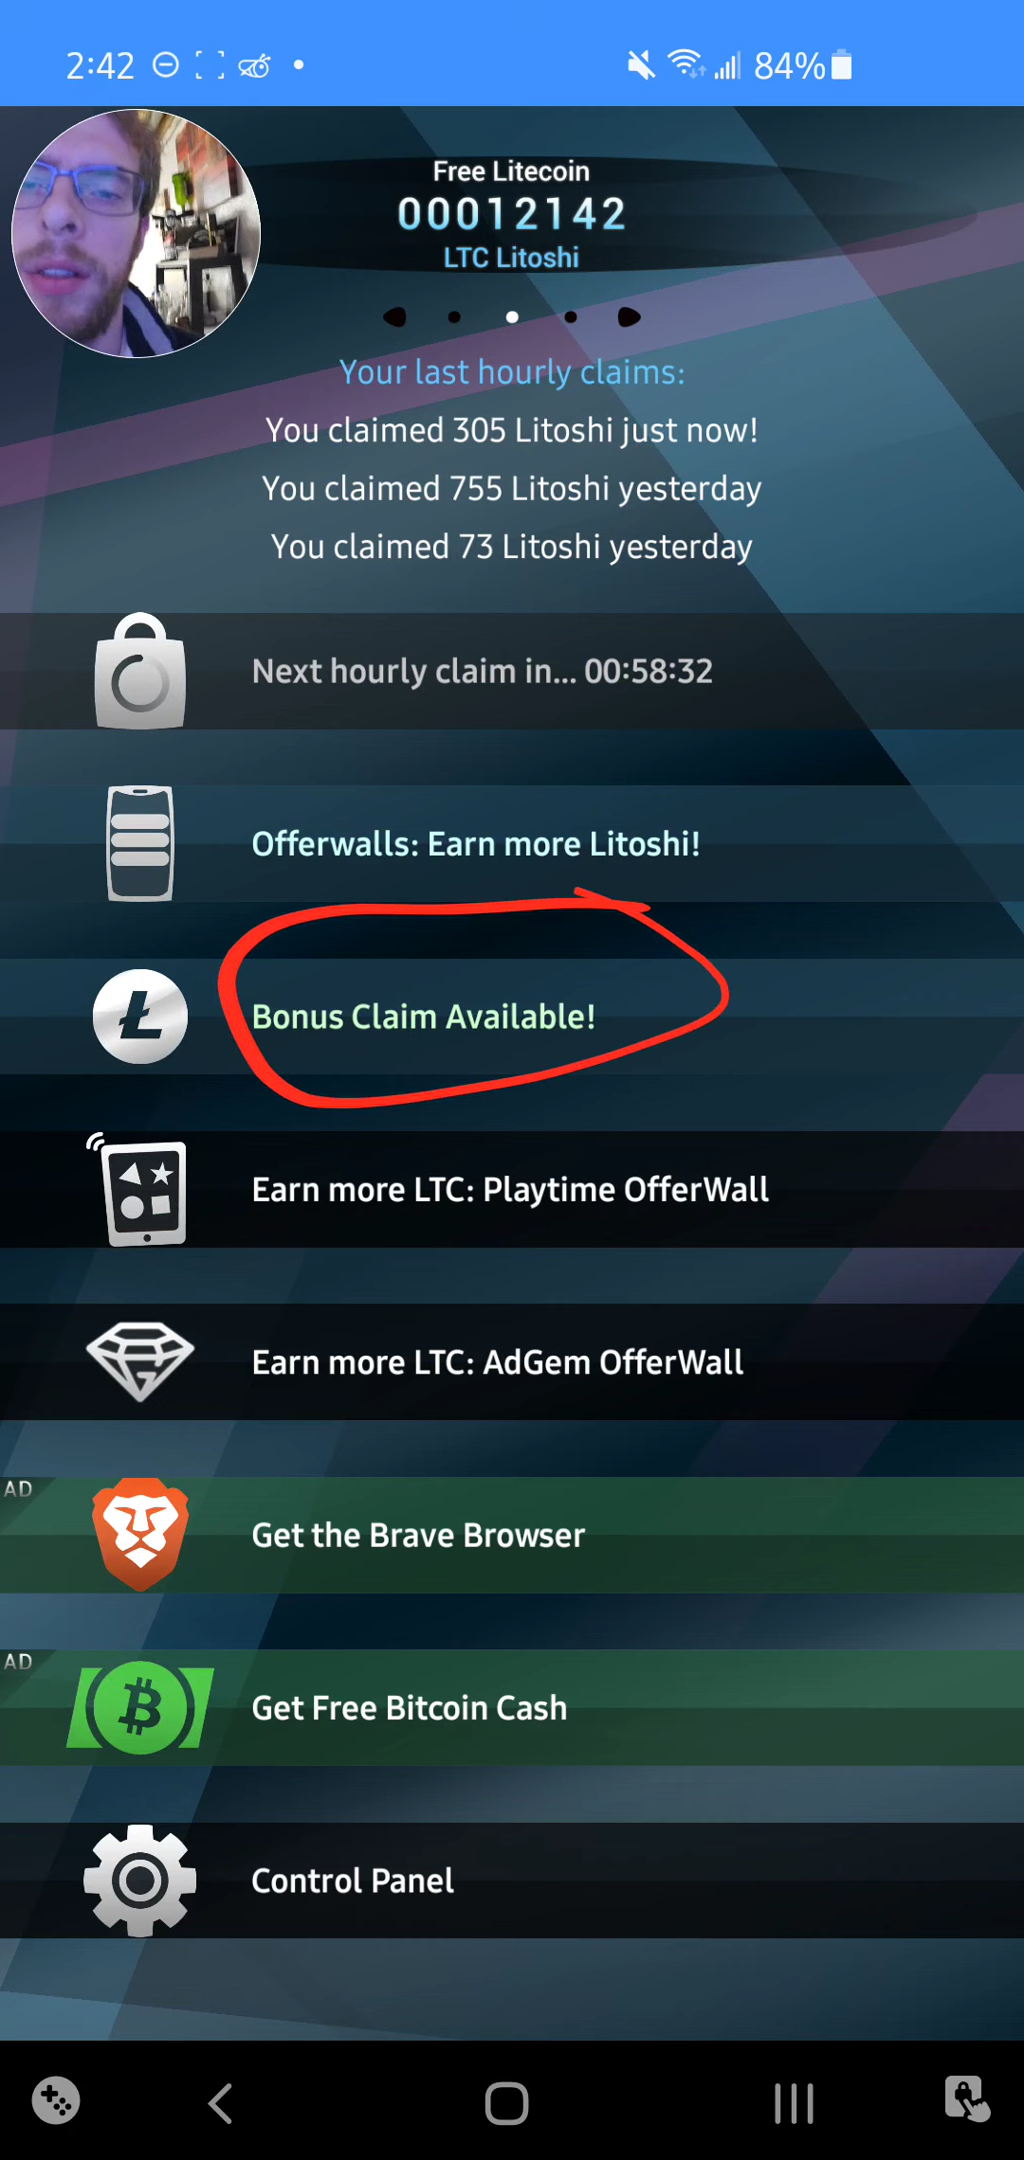 2:42
84%
Free Litecoin
00012142
LTC Litoshi
Your last hourly claims:
You claimed 305 Litoshi just now!
You claimed 755 Litoshi yesterday
You claimed 73 Litoshi yesterday
Next hourly claim in... 00:58:32
Offerwalls: Earn more Litoshi!
Bonus Claim Available!
Earn more LTC: Playtime OfferWall
Earn more LTC: AdGem OfferWall
AD
Get the Brave Browser
AD
Get Free Bitcoin Cash
Control Panel